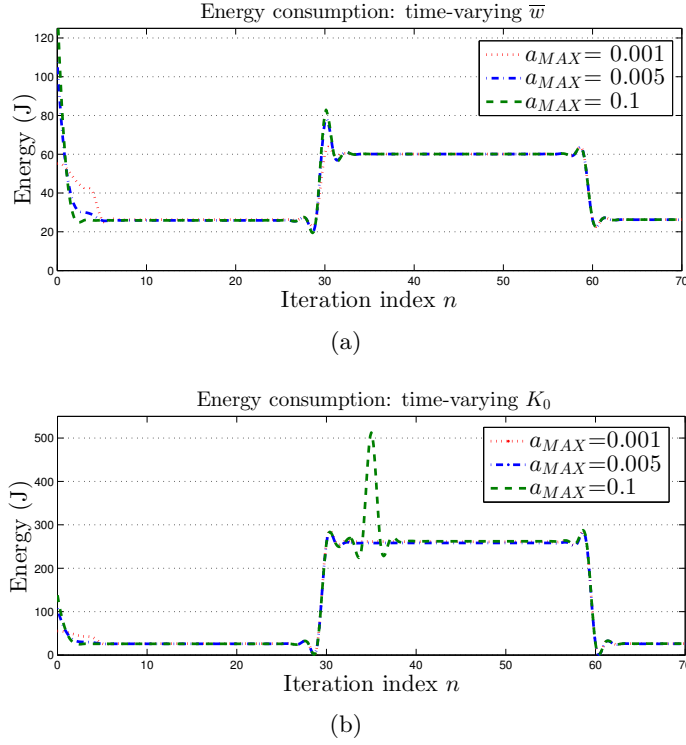 Energy consumption: time-varying w̅
Energy (J)
120
100
80
60
40
20
0
a_MAX= 0.001
a_MAX= 0.005
a_MAX= 0.1
0 10 20 30 40 50 60 70
Iteration index n
(a)
Energy consumption: time-varying K_0
Energy (J)
500
400
300
200
100
0
a_MAX=0.001
a_MAX=0.005
a_MAX=0.1
0 10 20 30 40 50 60 70
Iteration index n
(b)